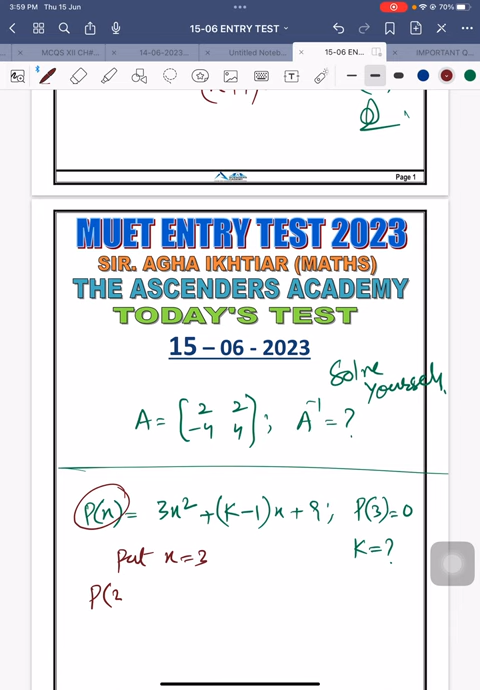 3:59 PM Thu 15 Jun
70%
15-06 ENTRY TEST
MCQS XII CH#...
14-06-2023...
Untitled Noteb...
15-06 EN...
IMPORTANT Q...
Page 1
MUET ENTRY TEST 2023
SIR. AGHA IKHTIAR (MATHS)
THE ASCENDERS ACADEMY
TODAY'S TEST
15 – 06 - 2023
Solve
yourself.
A = [2 2
-4 4]; A⁻¹ = ?
P(x) = 3x² + (K-1)x + 9; P(3) = 0
K = ?
Put x = 3
P(3